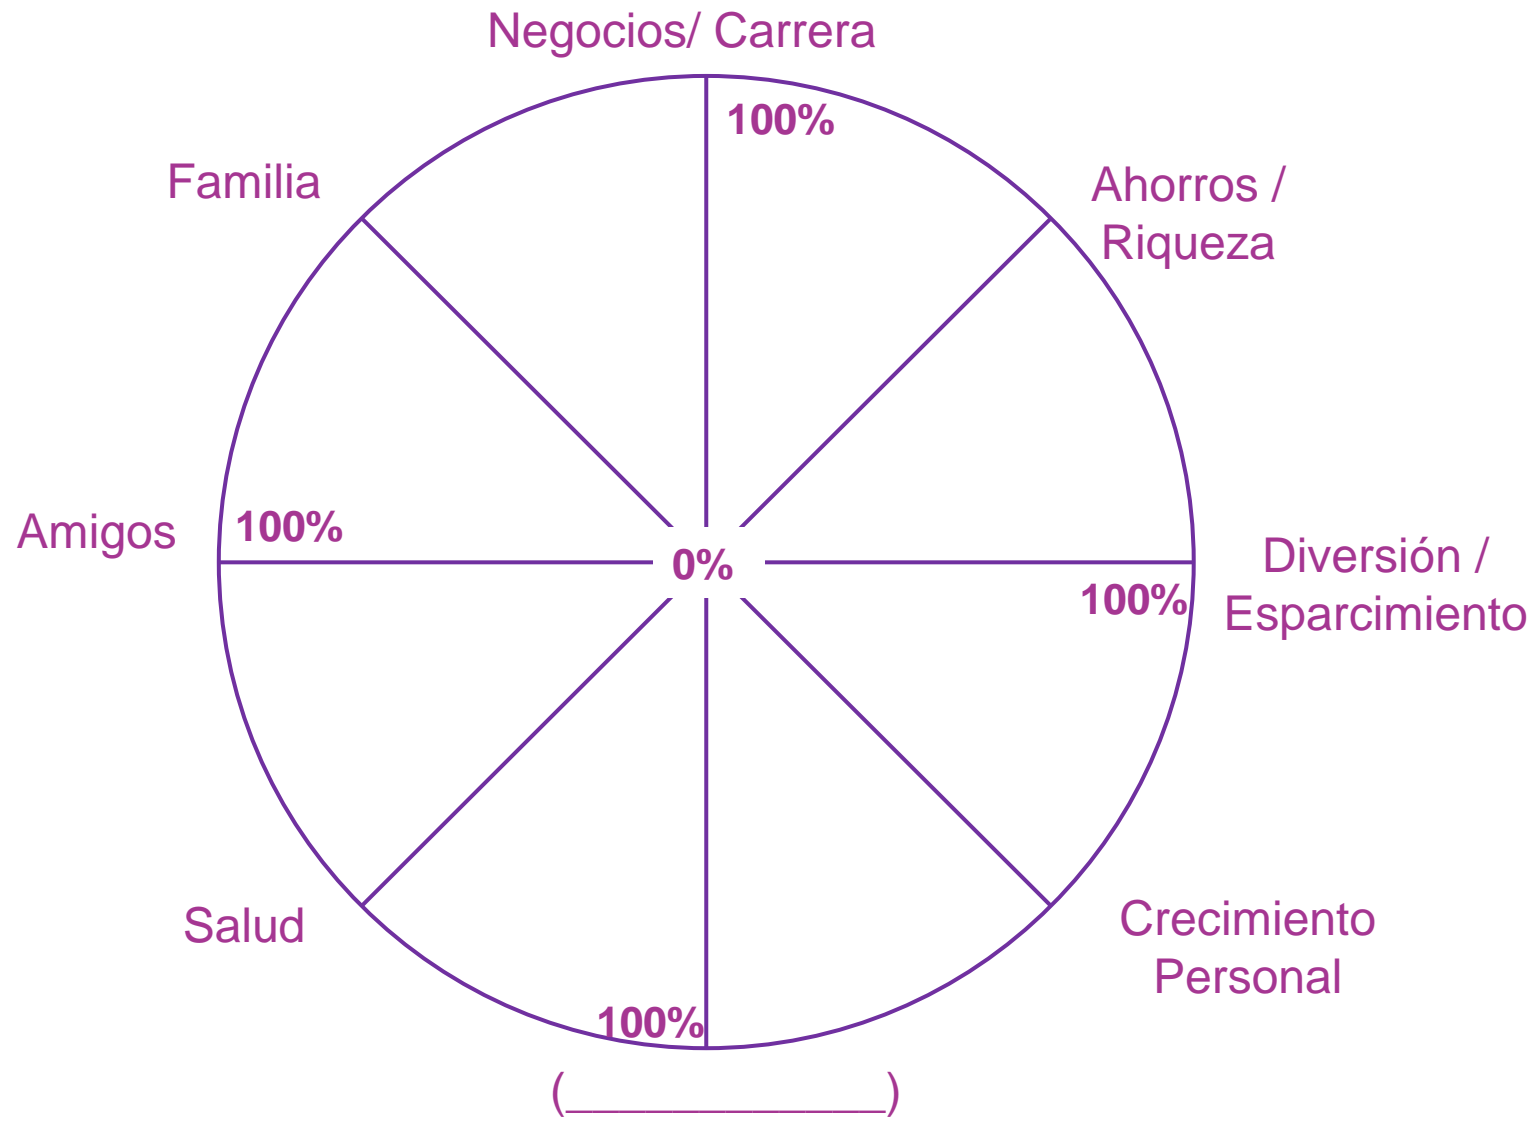 Negocios/ Carrera
100%
Familia
Ahorros /
Riqueza
Amigos
100%
0%
Diversión /
Esparcimiento
100%
Salud
Crecimiento
Personal
100%
(_____________)